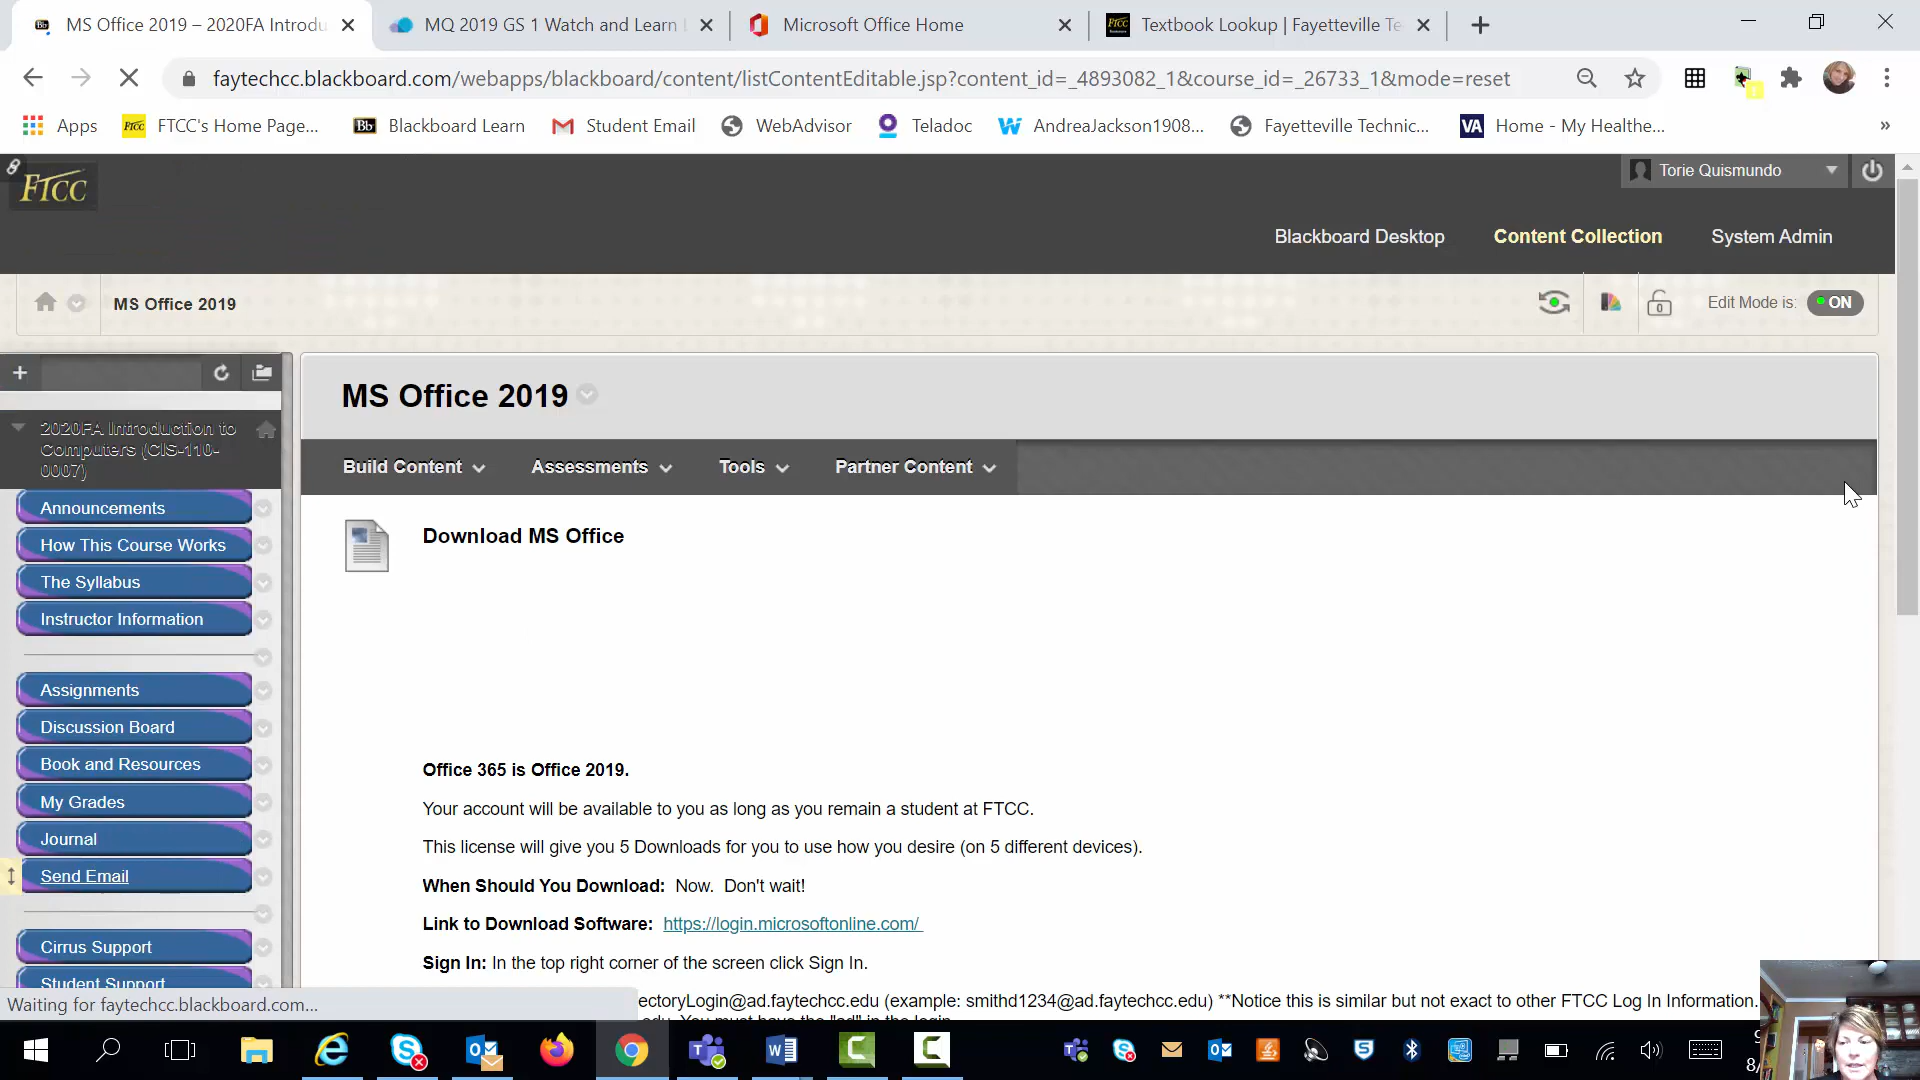 MS Office 2019 – 2020FA Introdu
MQ 2019 GS 1 Watch and Learn
Microsoft Office Home
Textbook Lookup | Fayetteville Te
faytechcc.blackboard.com/webapps/blackboard/content/listContentEditable.jsp?content_id=_4893082_1&course_id=_26733_1&mode=reset
Apps
FTCC's Home Page...
Blackboard Learn
Student Email
WebAdvisor
Teladoc
AndreaJackson1908...
Fayetteville Technic...
VA Home - My Healthe...
FTCC
Torie Quismundo
Blackboard Desktop
Content Collection
System Admin
MS Office 2019
Edit Mode is: ON
2020FA Introduction to
Computers (CIS-110-
0007)
Announcements
How This Course Works
The Syllabus
Instructor Information
Assignments
Discussion Board
Book and Resources
My Grades
Journal
Send Email
Cirrus Support
Student Support
MS Office 2019
Build Content
Assessments
Tools
Partner Content
Download MS Office
Office 365 is Office 2019.
Your account will be available to you as long as you remain a student at FTCC.
This license will give you 5 Downloads for you to use how you desire (on 5 different devices).
When Should You Download: Now. Don't wait!
Link to Download Software: https://login.microsoftonline.com/
Sign In: In the top right corner of the screen click Sign In.
ectoryLogin@ad.faytechcc.edu (example: smithd1234@ad.faytechcc.edu) **Notice this is similar but not exact to other FTCC Log In Information.
edu. You must have the "ad" in the login
Waiting for faytechcc.blackboard.com...